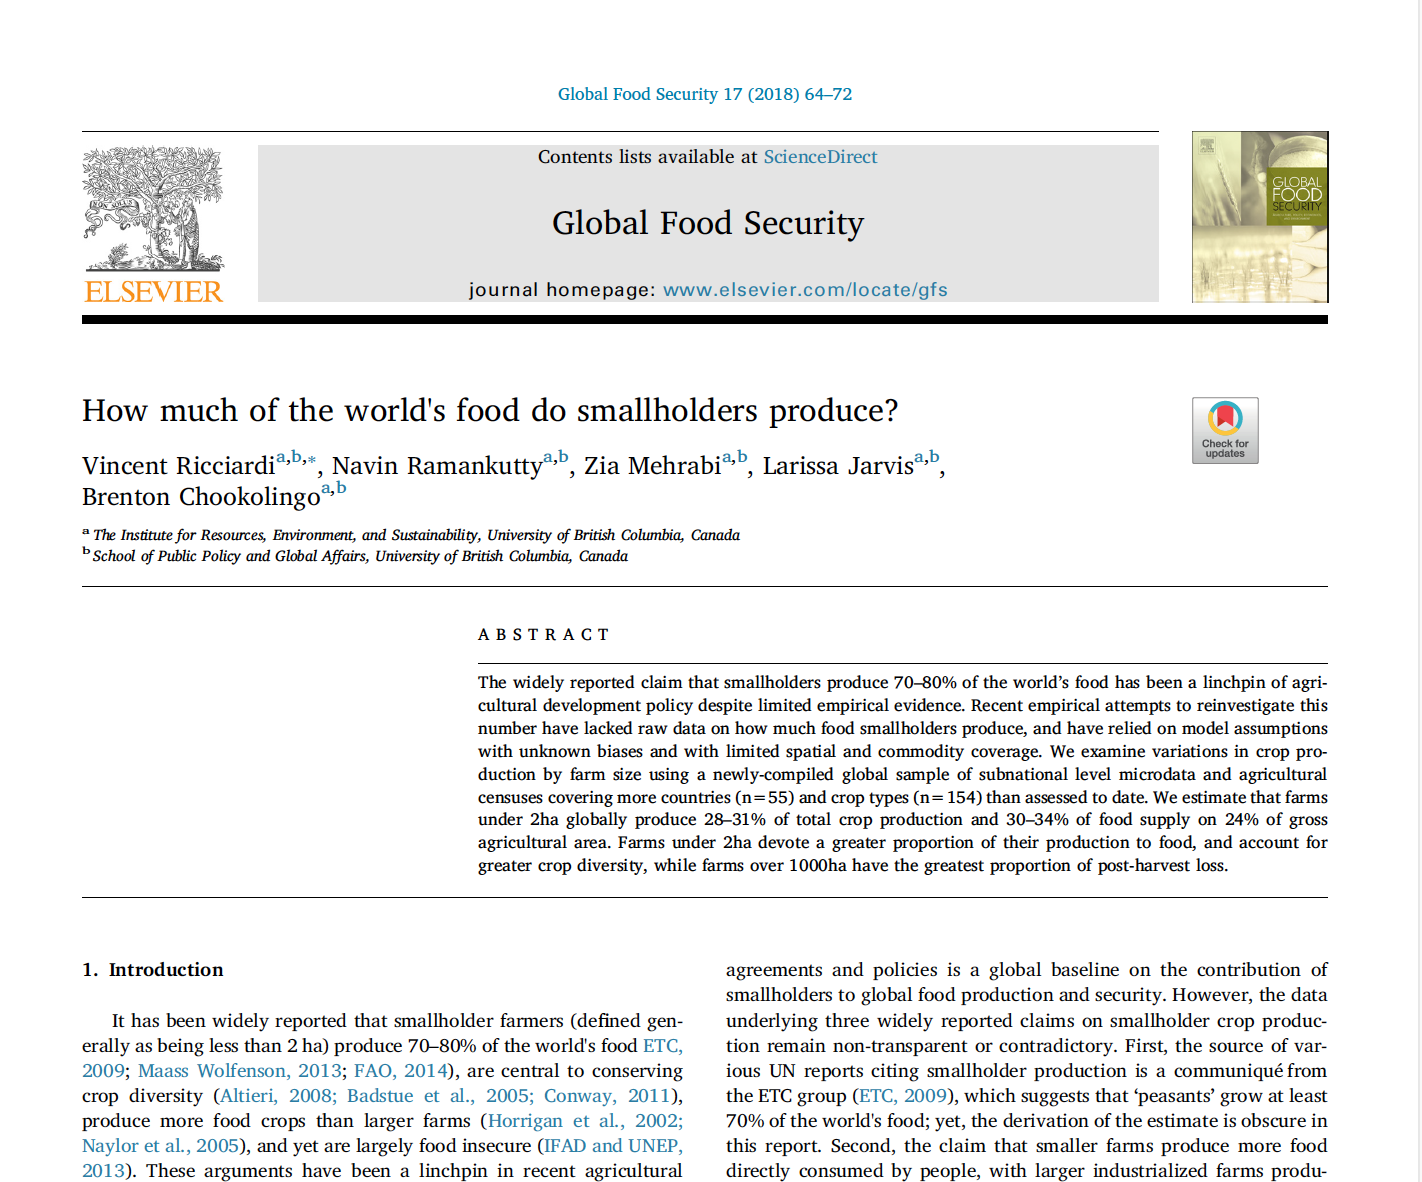 Global Food Security 17 (2018) 64–72
Contents lists available at ScienceDirect
Global Food Security
journal homepage: www.elsevier.com/locate/gfs
ELSEVIER
GLOBAL
FOOD
SECURITY
How much of the world's food do smallholders produce?
Check for
updates
Vincent Ricciardia,b,*, Navin Ramankuttya,b, Zia Mehrabia,b, Larissa Jarvisa,b,
Brenton Chookolingoa,b
a The Institute for Resources, Environment, and Sustainability, University of British Columbia, Canada
b School of Public Policy and Global Affairs, University of British Columbia, Canada
ABSTRACT
The widely reported claim that smallholders produce 70–80% of the world's food has been a linchpin of agri-
cultural development policy despite limited empirical evidence. Recent empirical attempts to reinvestigate this
number have lacked raw data on how much food smallholders produce, and have relied on model assumptions
with unknown biases and with limited spatial and commodity coverage. We examine variations in crop pro-
duction by farm size using a newly-compiled global sample of subnational level microdata and agricultural
censuses covering more countries (n=55) and crop types (n=154) than assessed to date. We estimate that farms
under 2ha globally produce 28–31% of total crop production and 30–34% of food supply on 24% of gross
agricultural area. Farms under 2ha devote a greater proportion of their production to food, and account for
greater crop diversity, while farms over 1000ha have the greatest proportion of post-harvest loss.
1. Introduction
It has been widely reported that smallholder farmers (defined gen-
erally as being less than 2 ha) produce 70–80% of the world's food ETC,
2009; Maass Wolfenson, 2013; FAO, 2014), are central to conserving
crop diversity (Altieri, 2008; Badstue et al., 2005; Conway, 2011),
produce more food crops than larger farms (Horrigan et al., 2002;
Naylor et al., 2005), and yet are largely food insecure (IFAD and UNEP,
2013). These arguments have been a linchpin in recent agricultural
agreements and policies is a global baseline on the contribution of
smallholders to global food production and security. However, the data
underlying three widely reported claims on smallholder crop produc-
tion remain non-transparent or contradictory. First, the source of var-
ious UN reports citing smallholder production is a communiqué from
the ETC group (ETC, 2009), which suggests that ‘peasants’ grow at least
70% of the world's food; yet, the derivation of the estimate is obscure in
this report. Second, the claim that smaller farms produce more food
directly consumed by people, with larger industrialized farms produ-